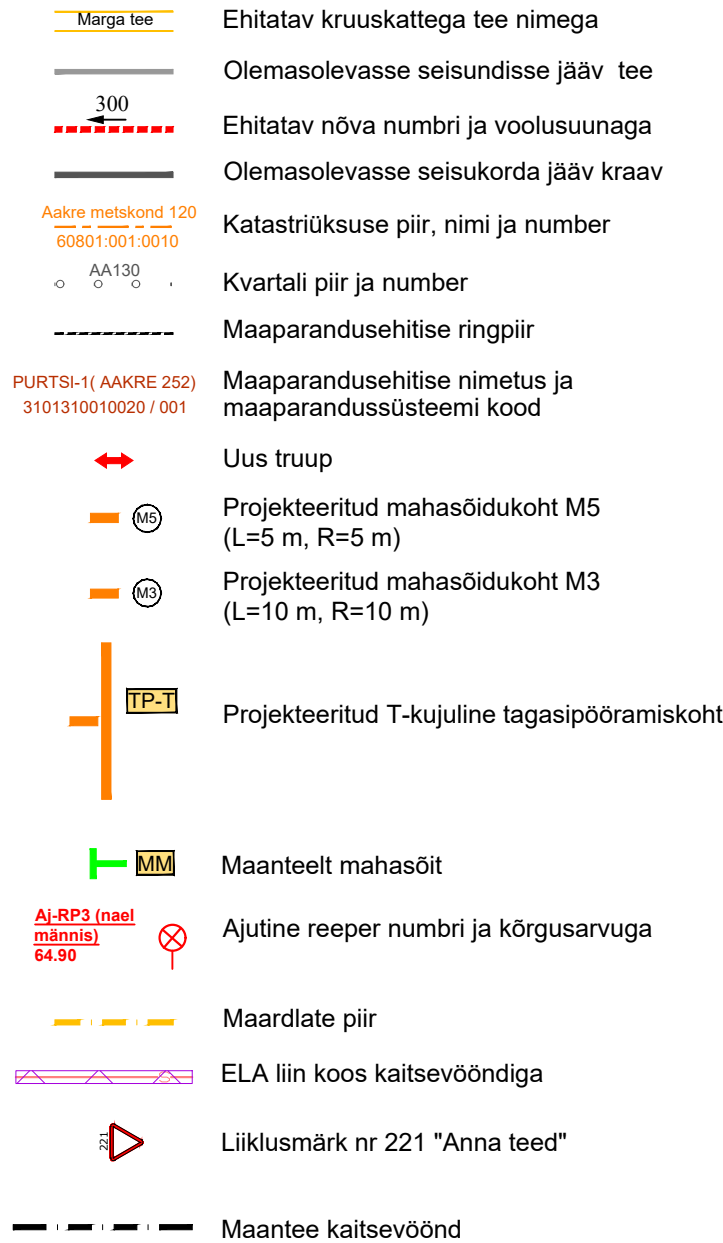 Marga tee
Ehitatav kruuskattega tee nimega
Olemasolevasse seisundisse jääv tee
300
Ehitatav nõva numbri ja voolusuunaga
Olemasolevasse seisukorda jääv kraav
Aakre metskond 120
60801:001:0010
Katastriüksuse piir, nimi ja number
AA130
Kvartali piir ja number
Maaparandusehitise ringpiir
PURTSI-1( AAKRE 252)
3101310010020 / 001
Maaparandusehitise nimetus ja
maaparandussüsteemi kood
Uus truup
M5
Projekteeritud mahasõidukoht M5
(L=5 m, R=5 m)
M3
Projekteeritud mahasõidukoht M3
(L=10 m, R=10 m)
TP-T
Projekteeritud T-kujuline tagasipööramiskoht
MM
Maanteelt mahasõit
Aj-RP3 (nael
männis)
64.90
Ajutine reeper numbri ja kõrgusarvuga
Maardlate piir
ELA liin koos kaitsevööndiga
221
Liiklusmärk nr 221 "Anna teed"
Maantee kaitsevöönd